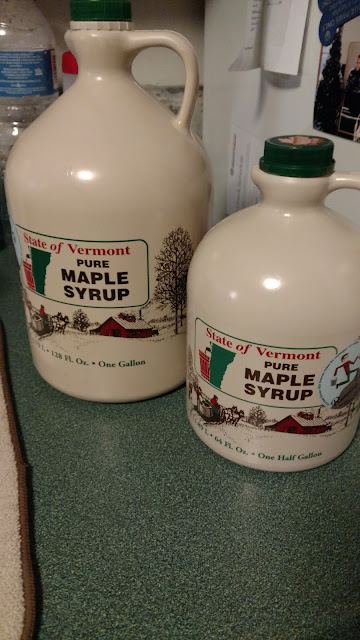 State of Vermont
PURE
MAPLE
SYRUP
128 Fl. Oz. • One Gallon
State of Vermont
PURE
MAPLE
SYRUP
64 Fl. Oz. • One Half Gallon